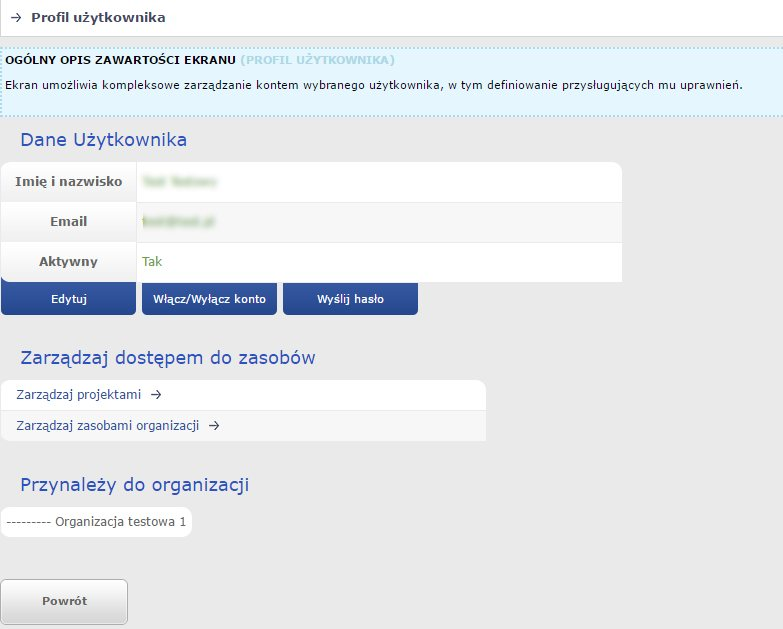 → Profil użytkownika
OGÓLNY OPIS ZAWARTOŚCI EKRANU (PROFIL UŻYTKOWNIKA)
Ekran umożliwia kompleksowe zarządzanie kontem wybranego użytkownika, w tym definiowanie przysługujących mu uprawnień.
Dane Użytkownika
Imię i nazwisko
Email
Aktywny Tak
Edytuj Włącz/Wyłącz konto Wyślij hasło
Zarządzaj dostępem do zasobów
Zarządzaj projektami →
Zarządzaj zasobami organizacji →
Przynależy do organizacji
--------- Organizacja testowa 1
Powrót